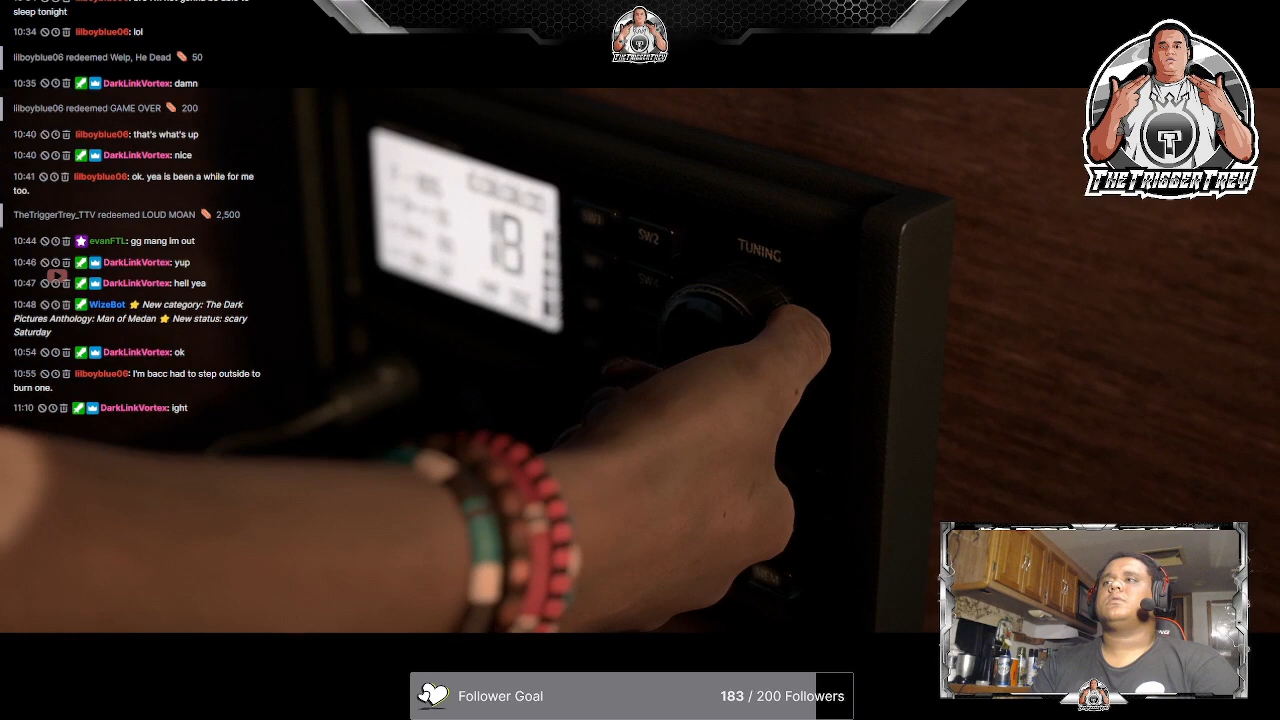 sleep tonight
10:34 lilboyblue06: lol
lilboyblue06 redeemed Welp, He Dead 50
10:35 DarkLinkVortex: damn
lilboyblue06 redeemed GAME OVER 200
10:40 lilboyblue06: that's what's up
10:40 DarkLinkVortex: nice
10:41 lilboyblue06: ok. yea is been a while for me
too.
TheTriggerTrey_TTV redeemed LOUD MOAN 2,500
10:44 evanFTL: gg mang im out
10:46 DarkLinkVortex: yup
10:47 DarkLinkVortex: hell yea
10:48 WizeBot New category: The Dark
Pictures Anthology: Man of Medan New status: scary
Saturday
10:54 DarkLinkVortex: ok
10:55 lilboyblue06: I'm bacc had to step outside to
burn one.
11:10 DarkLinkVortex: ight
18
SW1
SW2
TUNING
T
THETRIGGERTREY
Follower Goal 183 / 200 Followers